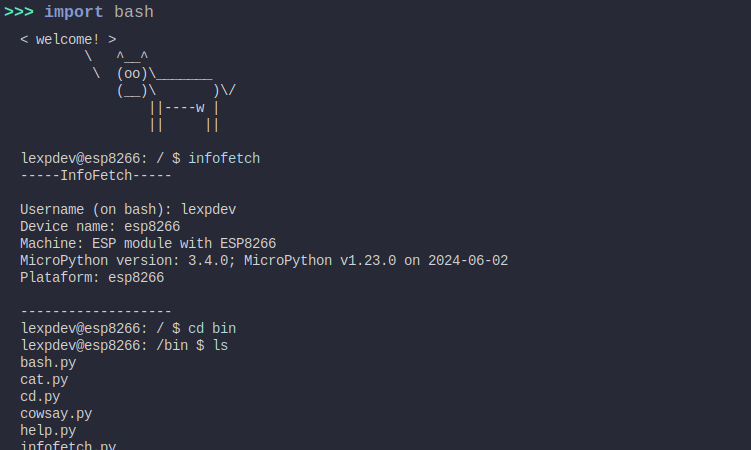 >>> import bash
< welcome! >
        \   ^__^
         \  (oo)\_______
            (__)\       )\/
                ||----w |
                ||     ||
lexpdev@esp8266: / $ infofetch
-----InfoFetch-----
Username (on bash): lexpdev
Device name: esp8266
Machine: ESP module with ESP8266
MicroPython version: 3.4.0; MicroPython v1.23.0 on 2024-06-02
Plataform: esp8266
-------------------
lexpdev@esp8266: / $ cd bin
lexpdev@esp8266: /bin $ ls
bash.py
cat.py
cd.py
cowsay.py
help.py
infofetch.py